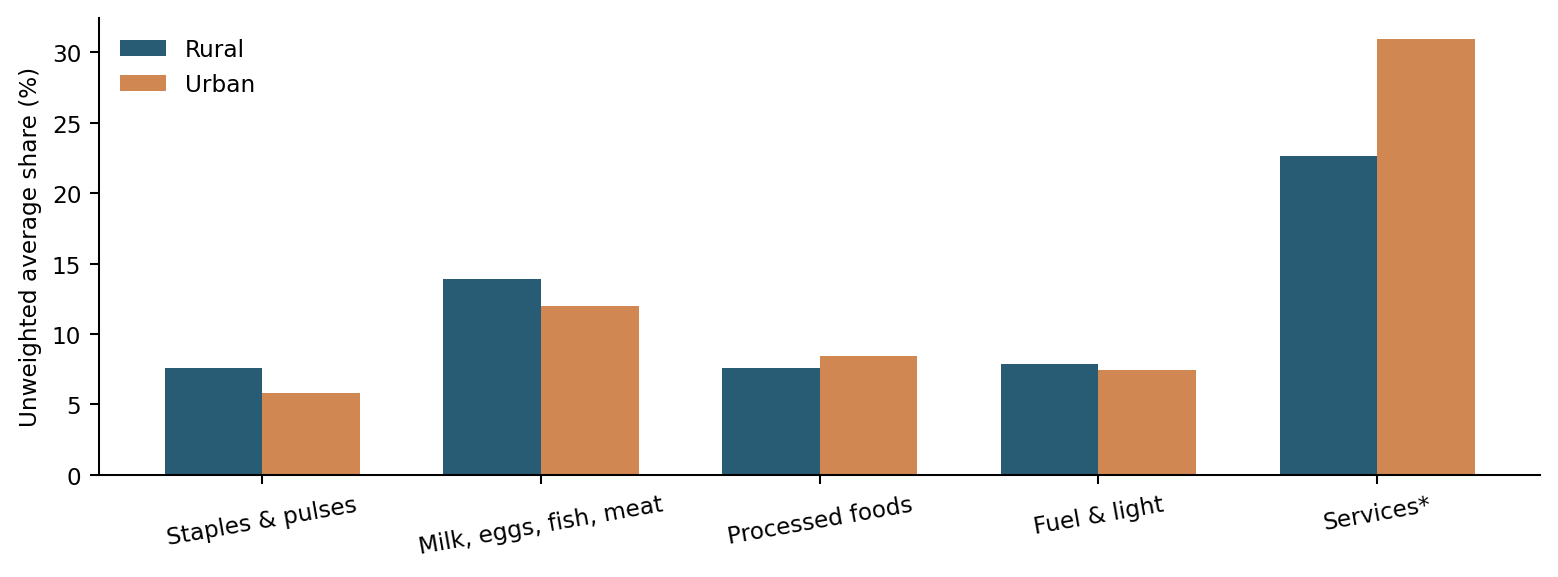 Unweighted average share (%)
30
25
20
15
10
5
0
Rural
Urban
Staples & pulses
Milk, eggs, fish, meat
Processed foods
Fuel & light
Services*